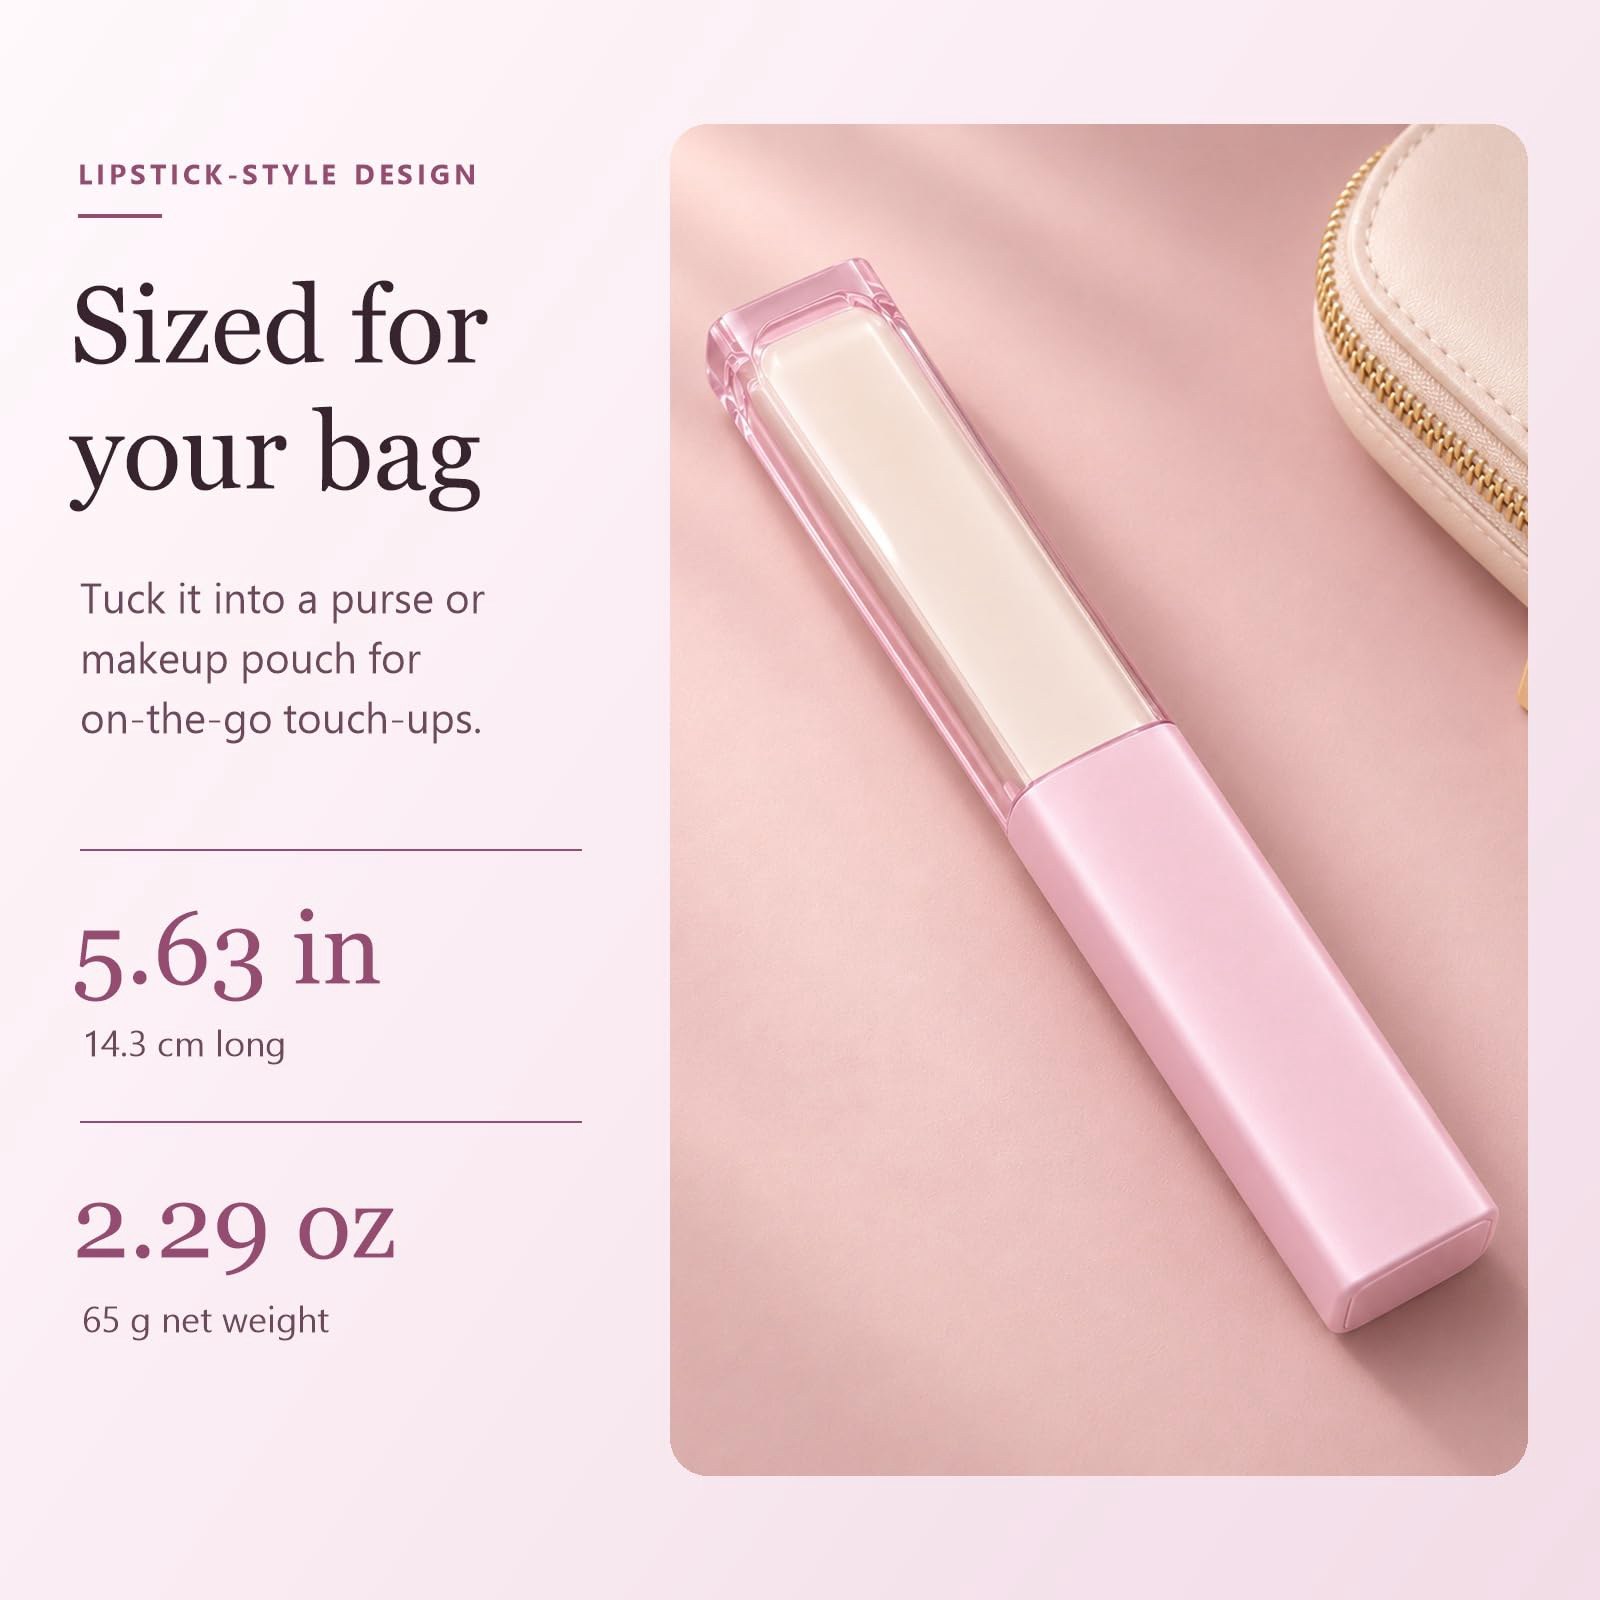 LIPSTICK-STYLE DESIGN
Sized for
your bag
Tuck it into a purse or
makeup pouch for
on-the-go touch-ups.
5.63 in
14.3 cm long
2.29 oz
65 g net weight